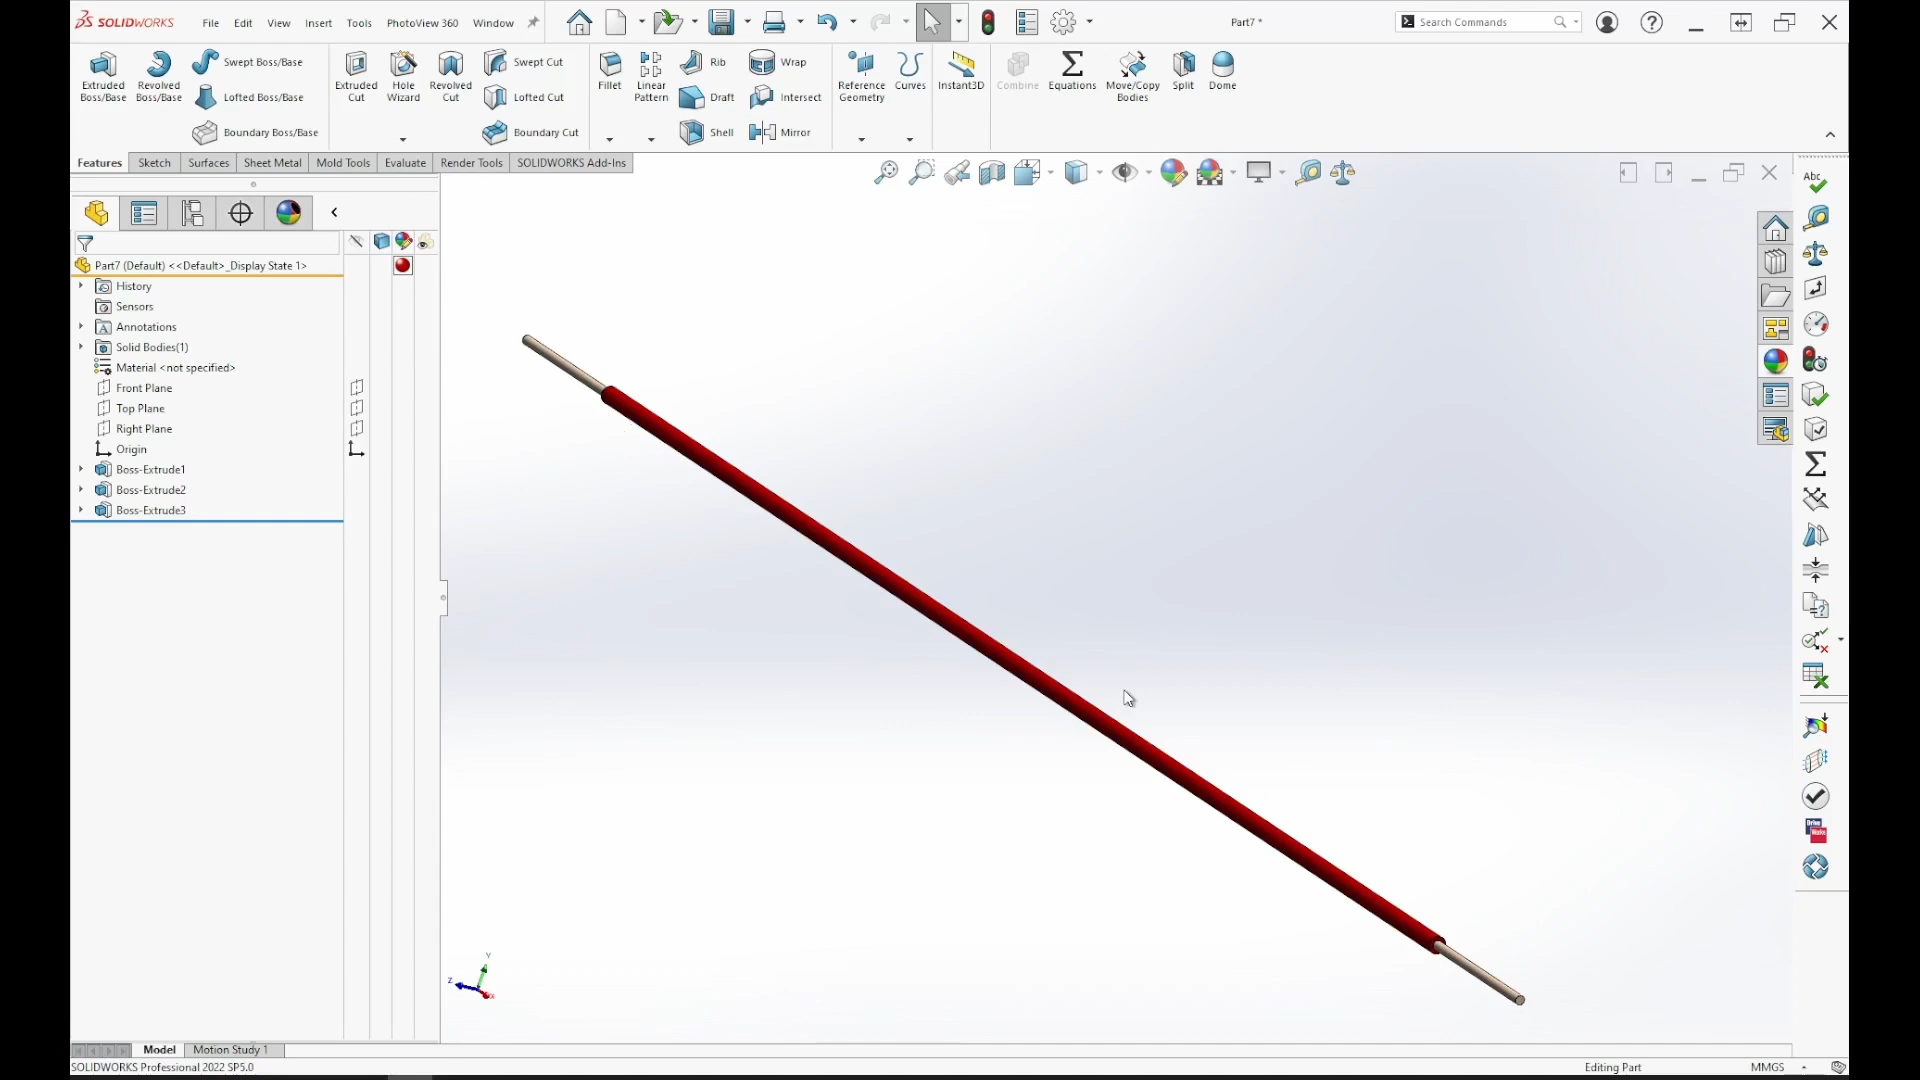 SOLIDWORKS File Edit View Insert Tools PhotoView 360 Window Part7 * Search Commands
Extruded Boss/Base
Revolved Boss/Base
Swept Boss/Base
Lofted Boss/Base
Boundary Boss/Base
Extruded Cut
Hole Wizard
Revolved Cut
Swept Cut
Lofted Cut
Boundary Cut
Fillet
Linear Pattern
Rib
Draft
Shell
Wrap
Intersect
Mirror
Reference Geometry
Curves
Instant3D
Combine
Equations
Move/Copy Bodies
Split
Dome
Features Sketch Surfaces Sheet Metal Mold Tools Evaluate Render Tools SOLIDWORKS Add-Ins
Abc
Part7 (Default) <<Default>_Display State 1>
History
Sensors
Annotations
Solid Bodies(1)
Material <not specified>
Front Plane
Top Plane
Right Plane
Origin
Boss-Extrude1
Boss-Extrude2
Boss-Extrude3
Drive
Works
Y
Z
X
Model Motion Study 1
SOLIDWORKS Professional 2022 SP5.0 Editing Part MMGS